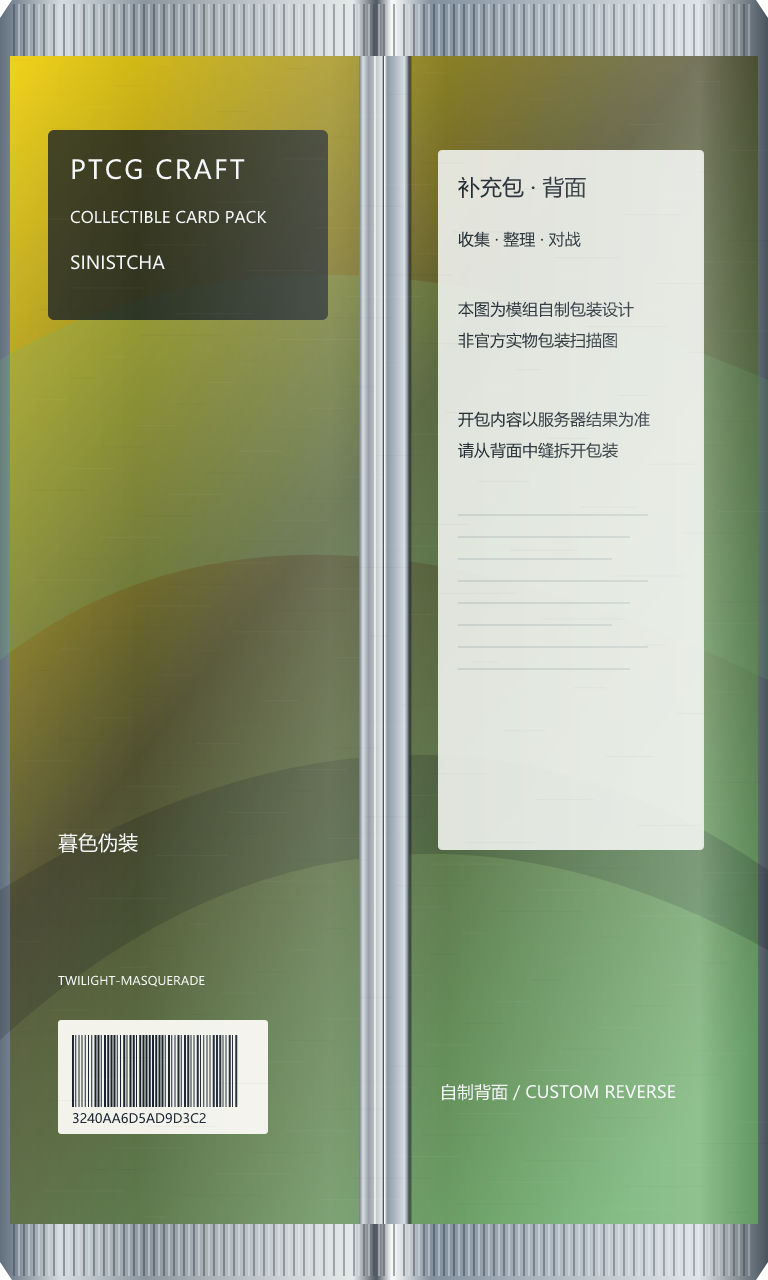 PTCG CRAFT
COLLECTIBLE CARD PACK
SINISTCHA
暮色伪装
TWILIGHT-MASQUERADE
3240AA6D5AD9D3C2
补充包 · 背面
收集 · 整理 · 对战
本图为模组自制包装设计
非官方实物包装扫描图
开包内容以服务器结果为准
请从背面中缝拆开包装
自制背面 / CUSTOM REVERSE